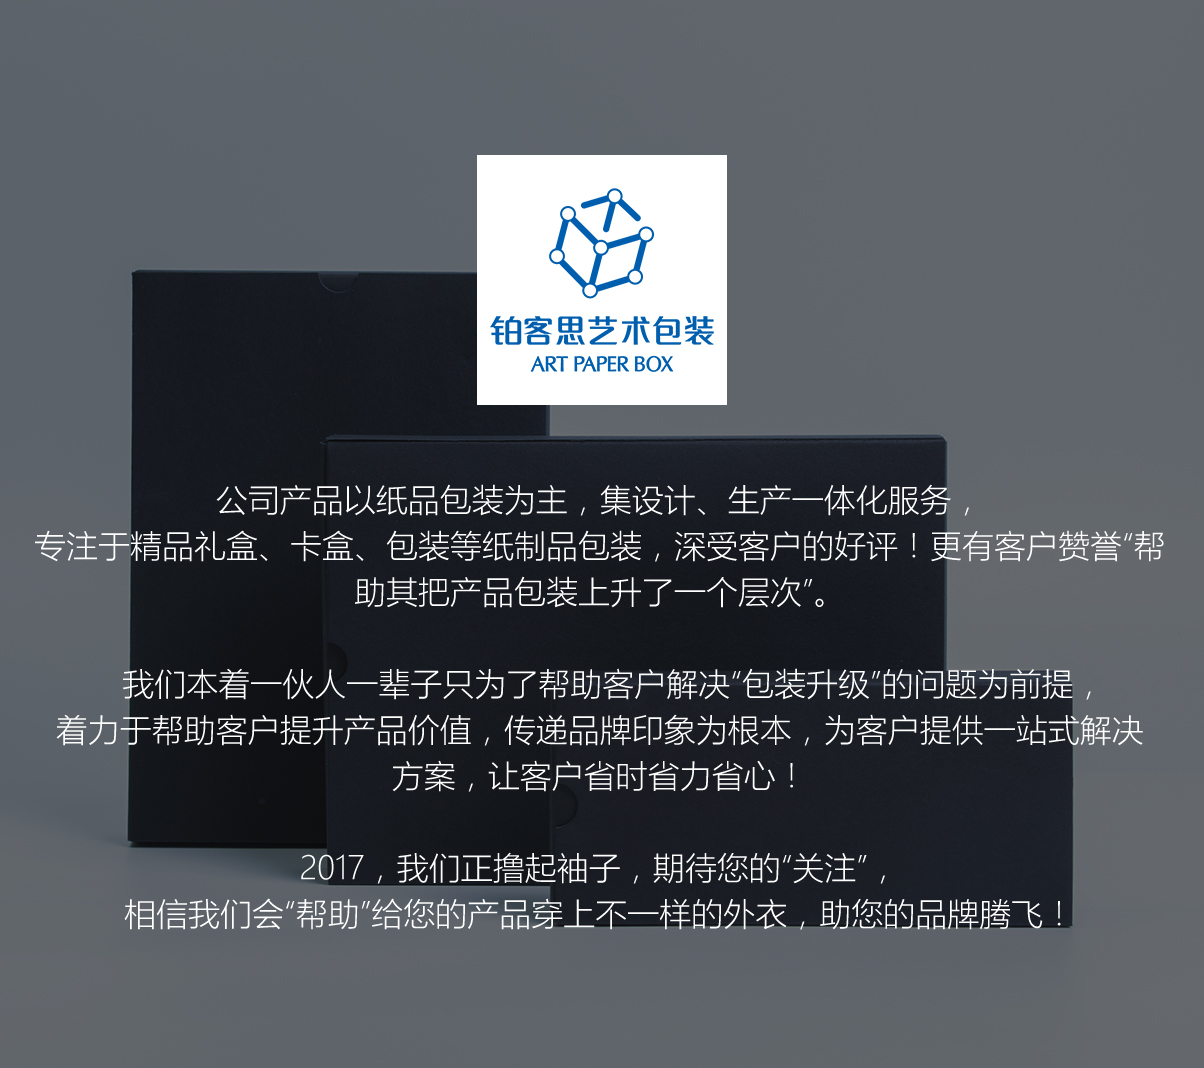 铂客思艺术包装
ART PAPER BOX
公司产品以纸品包装为主，集设计、生产一体化服务，
专注于精品礼盒、卡盒、包装等纸制品包装，深受客户的好评！更有客户赞誉“帮
助其把产品包装上升了一个层次”。
我们本着一伙人一辈子只为了帮助客户解决“包装升级”的问题为前提，
着力于帮助客户提升产品价值，传递品牌印象为根本，为客户提供一站式解决
方案，让客户省时省力省心！
2017，我们正撸起袖子，期待您的“关注”，
相信我们会“帮助”给您的产品穿上不一样的外衣，助您的品牌腾飞！